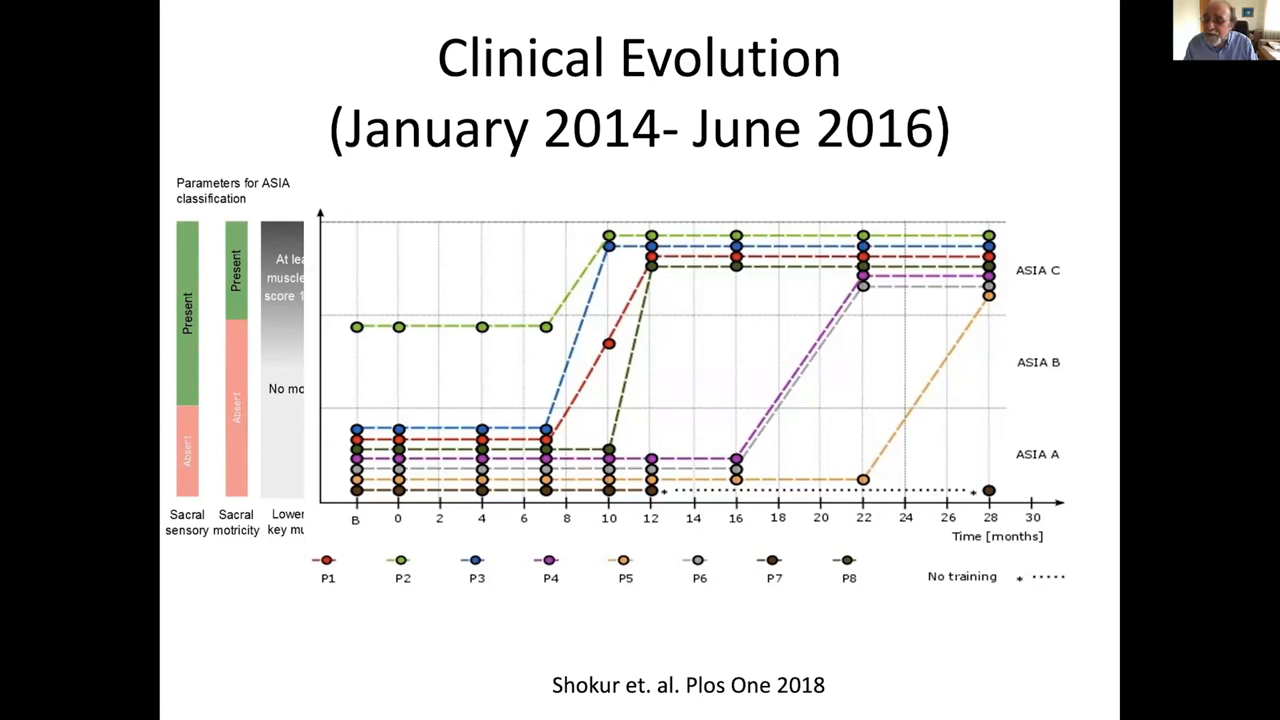 Clinical Evolution
(January 2014- June 2016)
Parameters for ASIA
classification
Present
Absent
Present
Absent
At lea
muscle
score 1
No mo
Sacral
sensory
Sacral
motricity
Lower
key mu
ASIA C
ASIA B
ASIA A
B 0 2 4 6 8 10 12 14 16 18 20 22 24 26 28 30
Time [months]
P1 P2 P3 P4 P5 P6 P7 P8
No training * .....
Shokur et. al. Plos One 2018